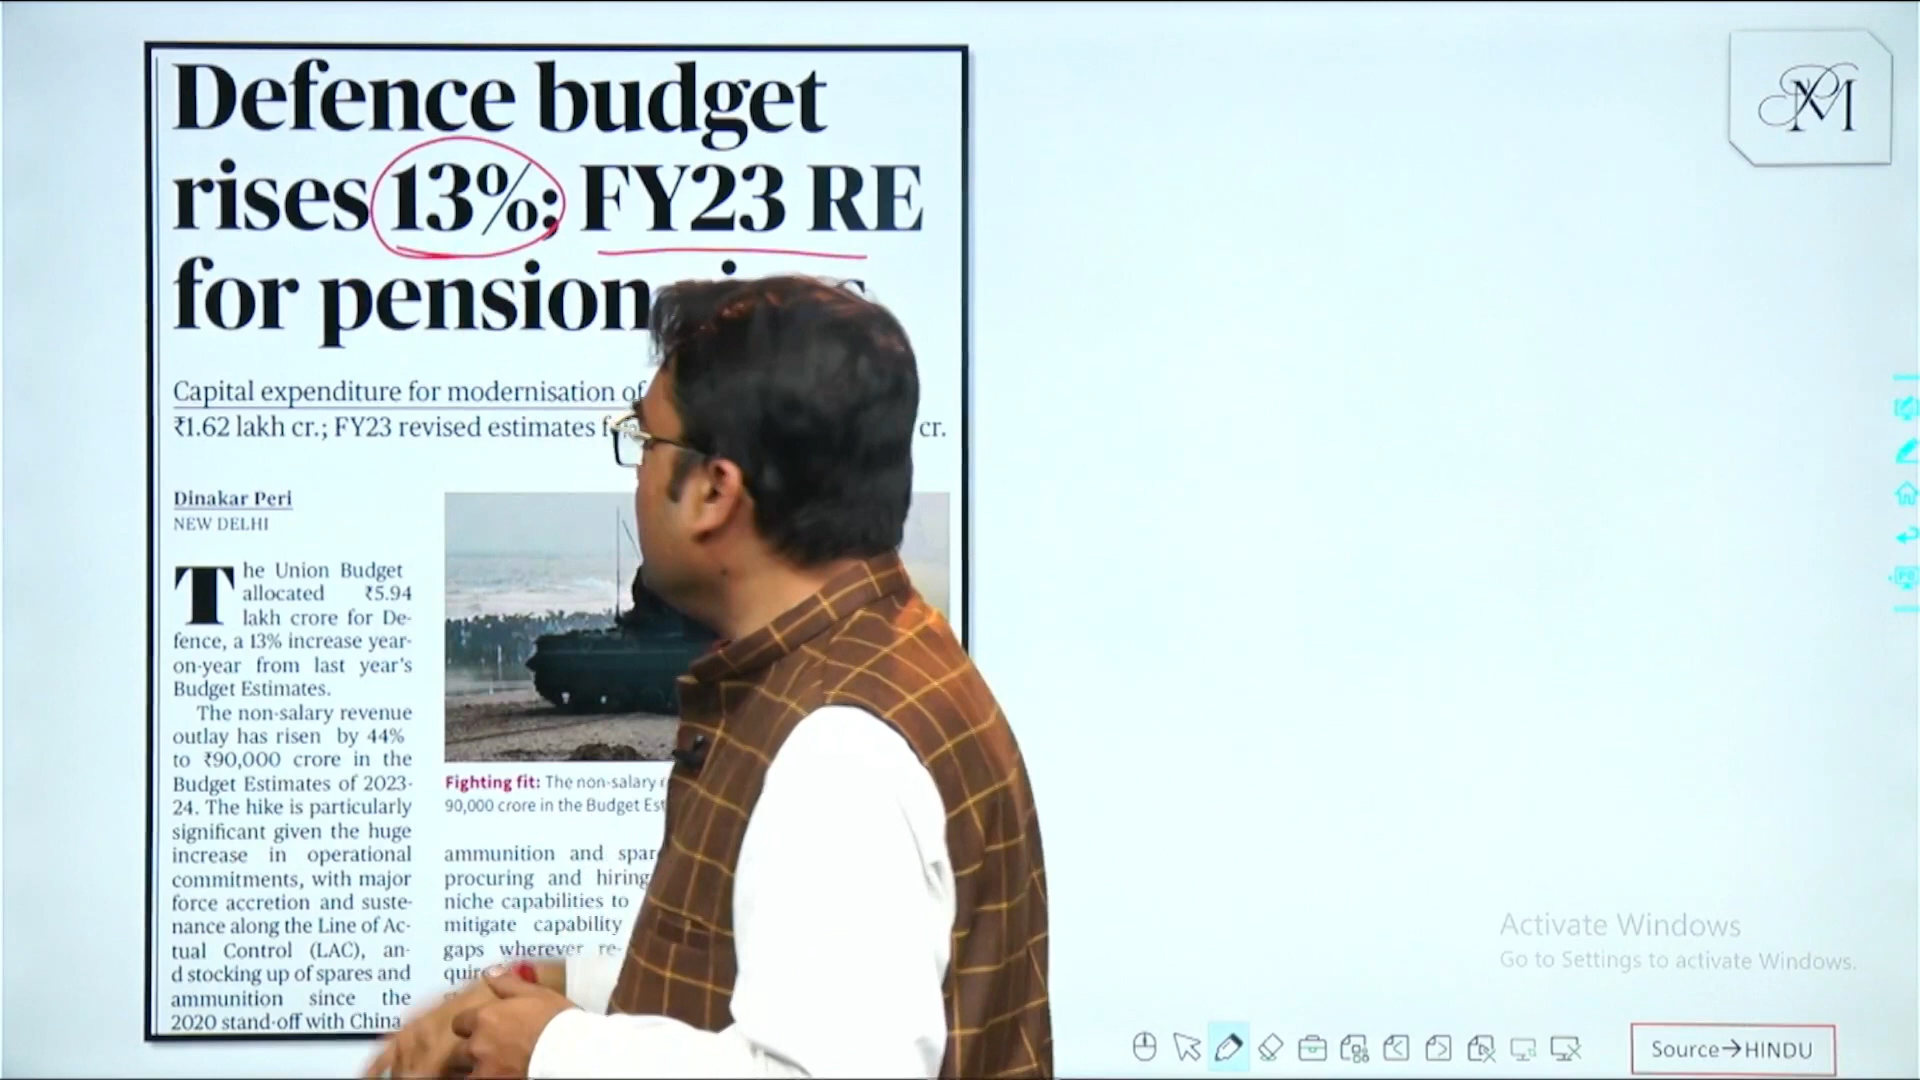 Defence budget
rises 13%; FY23 RE
for pension
Capital expenditure for modernisation of
₹1.62 lakh cr.; FY23 revised estimates
cr.
Dinakar Peri
NEW DELHI
The Union Budget
allocated ₹5.94
lakh crore for De-
fence, a 13% increase year-
on-year from last year's
Budget Estimates.
The non-salary revenue
outlay has risen by 44%
to ₹90,000 crore in the
Budget Estimates of 2023-
24. The hike is particularly
significant given the huge
increase in operational
commitments, with major
force accretion and suste-
nance along the Line of Ac-
tual Control (LAC), an-
d stocking up of spares and
ammunition since the
2020 stand-off with China
Fighting fit: The non-salary
90,000 crore in the Budget
ammunition and
procuring and hiring
niche capabilities to
mitigate capability
gaps wherever re-
PM
Activate Windows
Go to Settings to activate Windows.
Source→HINDU